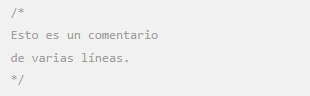 /*
Esto es un comentario
de varias líneas.
*/